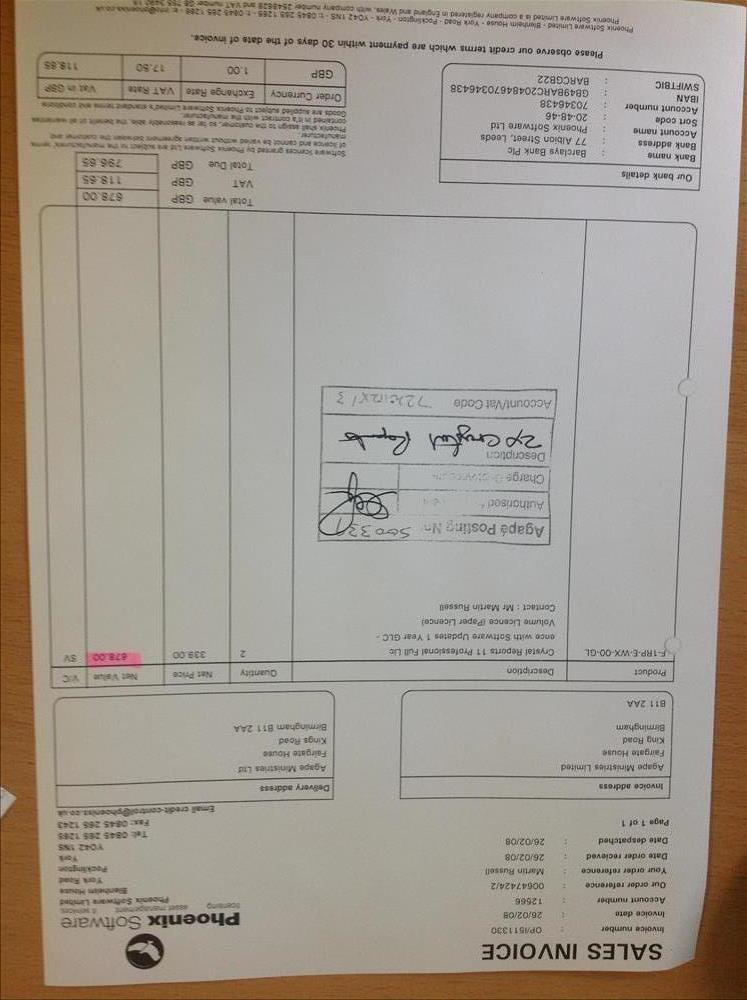 SALES INVOICE
Invoice number : OP/I511330
Invoice date : 26/02/08
Account number : 12566
Our order reference : 00647424/2
Your order reference : Martin Russell
Date order recieved : 26/02/08
Date despatched : 26/02/08
Page 1 of 1
Phoenix Software
licensing asset management it services
Phoenix Software Limited
Blenheim House
York Road
Pocklington
York
YO42 1NS
Tel: 0845 265 1265
Fax: 0845 265 1243
Email credit-control@phoenixs.co.uk
Invoice address
Agape Ministries Limited
Fairgate House
King Road
Birmingham
B11 2AA
Delivery address
Agape Ministries Ltd
Fairgate House
Kings Road
Birmingham B11 2AA
Product Description Quantity Net Price Net Value V/C
F-1RP-E-WX-00-GL- Crystal Reports 11 Professional Full Lic 2 339.00 678.00 SV
ence with Software Updates 1 Year GLC -
Volume Licence (Paper Licence)
Contact : Mr Martin Russell
Agapé Posting No
Authorised
Charge
Description
2x Crystal Reports
Account/Vat Code
Total value GBP 678.00
VAT GBP 118.65
Total Due GBP 796.65
Our bank details
Bank name : Barclays Bank Plc
Bank address : 77 Albion Street, Leeds
Account name : Phoenix Software Ltd
Sort code : 20-48-46
Account number : 70346438
IBAN : GB49BARC20484670346438
SWIFTBIC : BARCGB22
Software licences granted by Phoenix Software Ltd are subject to the manufacturers' terms
of licence and cannot be varied without written agreement between the customer and
manufacturer.
Phoenix shall assign to the customer, so far as reasonably able, the benefit of all warranties
contained in it's contract with the manufacturer.
Goods are supplied subject to Phoenix Software Limited's standard terms and conditions
Order Currency Exchange Rate VAT Rate Vat in GBP
GBP 1.00 17.50 118.65
Please observe our credit terms which are payment within 30 days of the date of invoice.
Phoenix Software Limited - Blenheim House - York Road - Pocklington - York - YO42 1NS - t: 0845 265 1265 - f: 0845 265 1266 - e: info@phoenixs.co.uk
Phoenix Software Limited is a company registered in England and Wales, with company number 2548628 and VAT number GB 755 3490 15